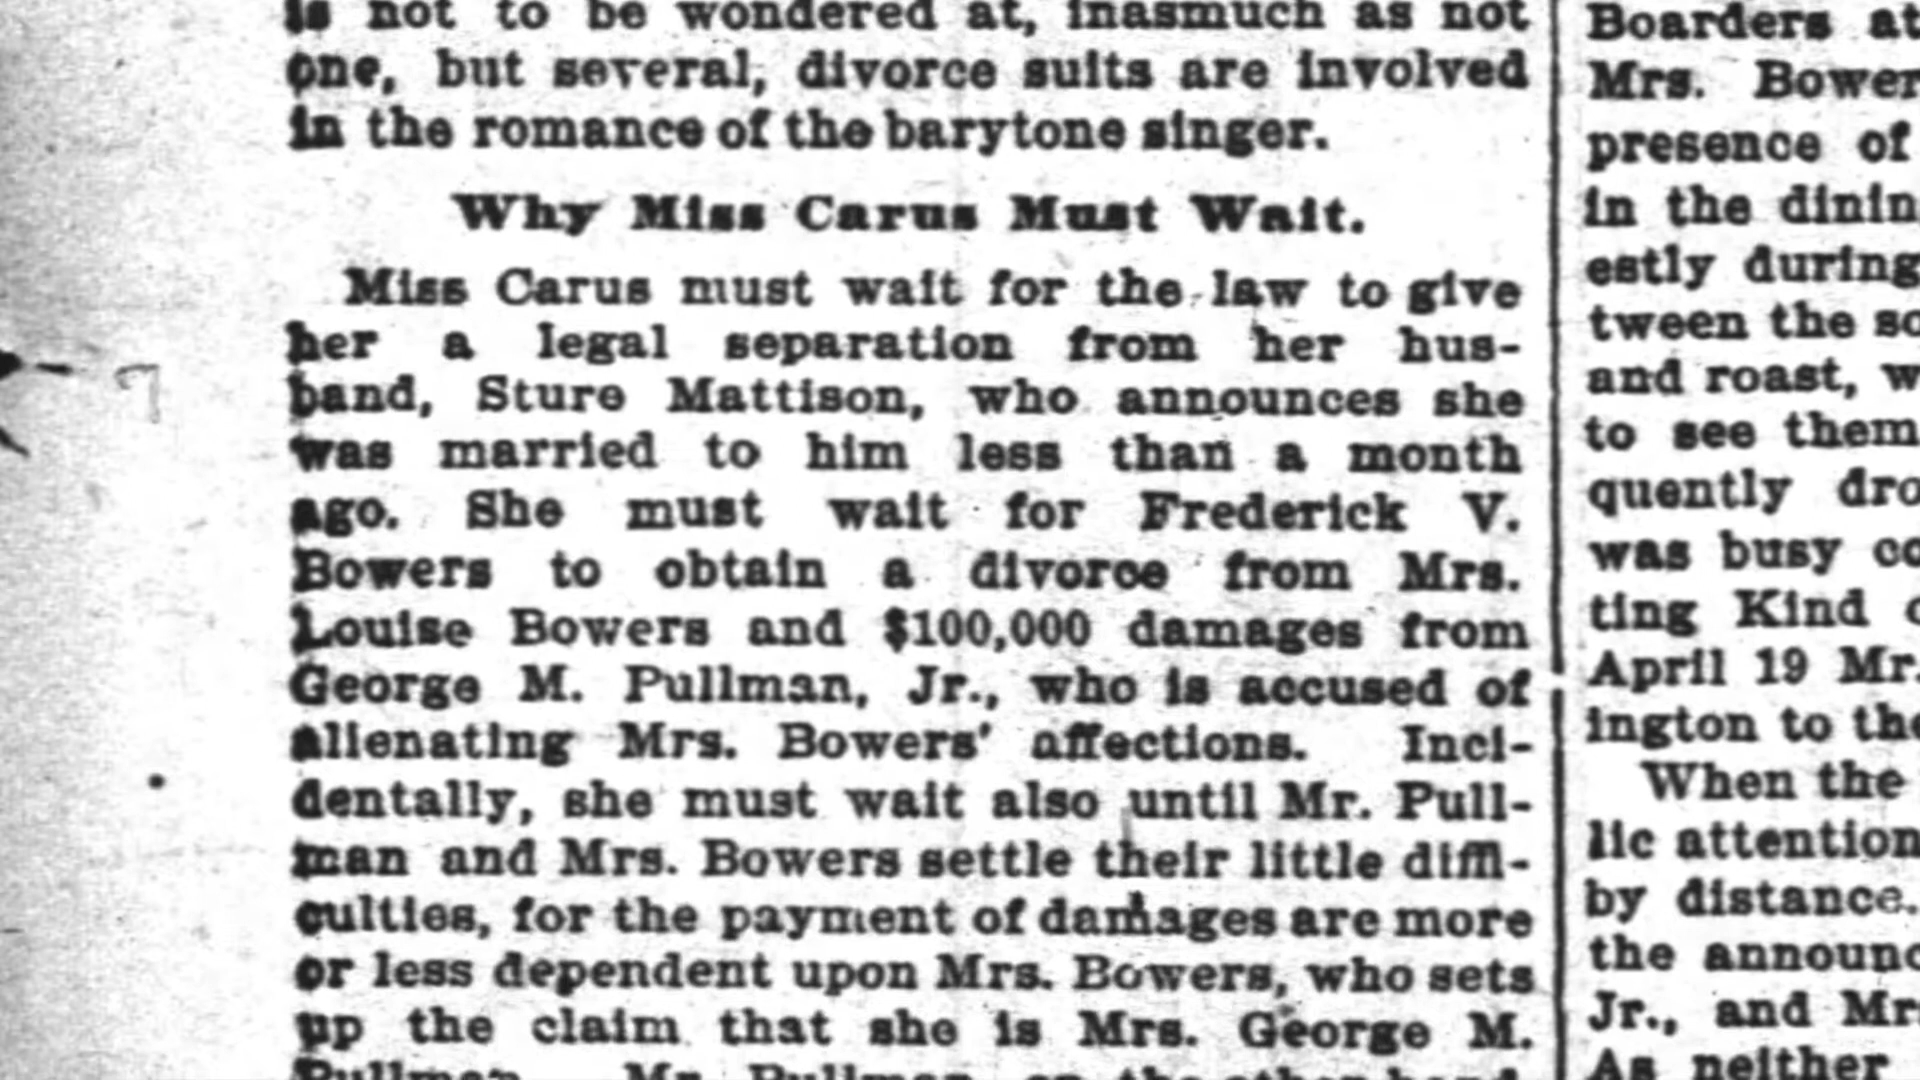 is not to be wondered at, inasmuch as not
one, but several, divorce suits are involved
in the romance of the barytone singer.
Why Miss Carus Must Wait.
Miss Carus must wait for the law to give
her a legal separation from her hus-
band, Sture Mattison, who announces she
was married to him less than a month
ago. She must wait for Frederick V.
Bowers to obtain a divorce from Mrs.
Louise Bowers and $100,000 damages from
George M. Pullman, Jr., who is accused of
alienating Mrs. Bowers' affections. Inci-
dentally, she must wait also until Mr. Pull-
man and Mrs. Bowers settle their little diffi-
culties, for the payment of damages are more
or less dependent upon Mrs. Bowers, who sets
up the claim that she is Mrs. George M.
Pullman. Mr. Pullman, on the other hand,
Boarders at
Mrs. Bower
presence of
in the dinin
estly during
tween the so
and roast, w
to see them
quently dro
was busy co
ting Kind o
April 19 Mr.
ington to the
When the
lic attention
by distance.
the announc
Jr., and Mr
As neither